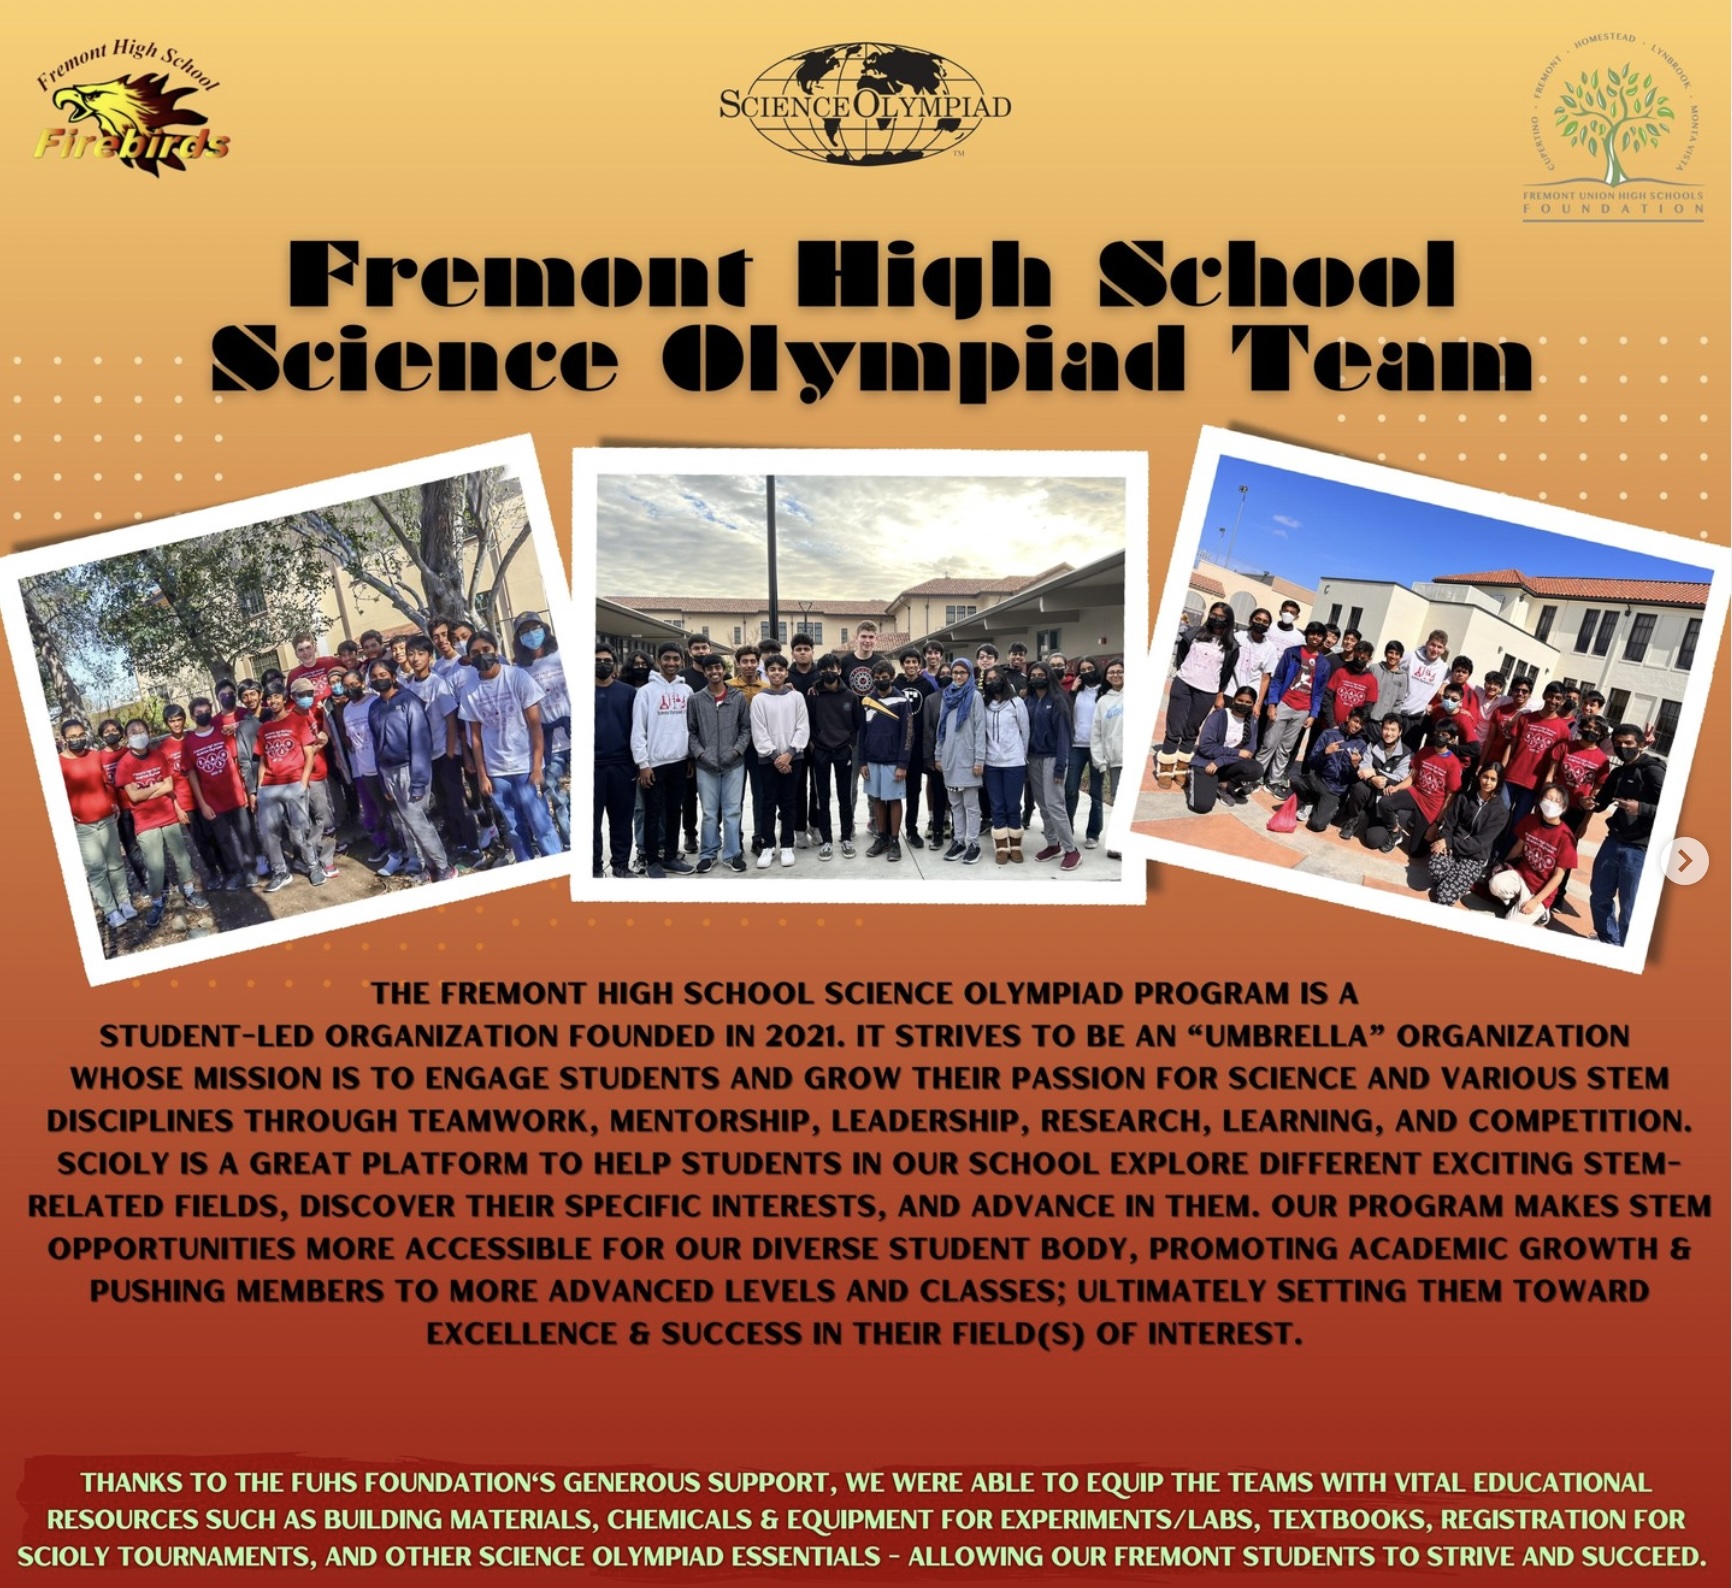 Fremont High School
Firebirds
SCIENCE OLYMPIAD
TM
CUPERTINO · FREMONT · HOMESTEAD · LYNBROOK · MONTA VISTA
FREMONT UNION HIGH SCHOOLS
FOUNDATION
Fremont High School
Science Olympiad Team
THE FREMONT HIGH SCHOOL SCIENCE OLYMPIAD PROGRAM IS A
STUDENT-LED ORGANIZATION FOUNDED IN 2021. IT STRIVES TO BE AN “UMBRELLA” ORGANIZATION
WHOSE MISSION IS TO ENGAGE STUDENTS AND GROW THEIR PASSION FOR SCIENCE AND VARIOUS STEM
DISCIPLINES THROUGH TEAMWORK, MENTORSHIP, LEADERSHIP, RESEARCH, LEARNING, AND COMPETITION.
SCIOLY IS A GREAT PLATFORM TO HELP STUDENTS IN OUR SCHOOL EXPLORE DIFFERENT EXCITING STEM-
RELATED FIELDS, DISCOVER THEIR SPECIFIC INTERESTS, AND ADVANCE IN THEM. OUR PROGRAM MAKES STEM
OPPORTUNITIES MORE ACCESSIBLE FOR OUR DIVERSE STUDENT BODY, PROMOTING ACADEMIC GROWTH &
PUSHING MEMBERS TO MORE ADVANCED LEVELS AND CLASSES; ULTIMATELY SETTING THEM TOWARD
EXCELLENCE & SUCCESS IN THEIR FIELD(S) OF INTEREST.
THANKS TO THE FUHS FOUNDATION‘S GENEROUS SUPPORT, WE WERE ABLE TO EQUIP THE TEAMS WITH VITAL EDUCATIONAL
RESOURCES SUCH AS BUILDING MATERIALS, CHEMICALS & EQUIPMENT FOR EXPERIMENTS/LABS, TEXTBOOKS, REGISTRATION FOR
SCIOLY TOURNAMENTS, AND OTHER SCIENCE OLYMPIAD ESSENTIALS - ALLOWING OUR FREMONT STUDENTS TO STRIVE AND SUCCEED.